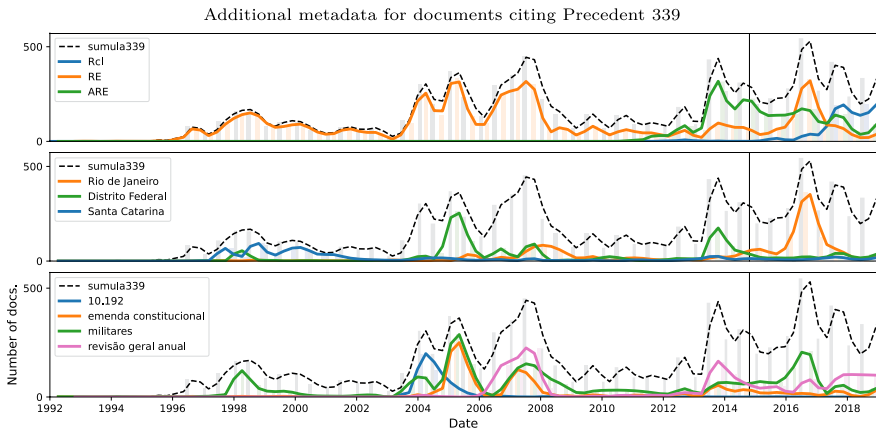 Additional metadata for documents citing Precedent 339
500
0
sumula339
Rcl
RE
ARE
500
0
sumula339
Rio de Janeiro
Distrito Federal
Santa Catarina
500
0
sumula339
10.192
emenda constitucional
militares
revisão geral anual
Number of docs.
1992 1994 1996 1998 2000 2002 2004 2006 2008 2010 2012 2014 2016 2018
Date